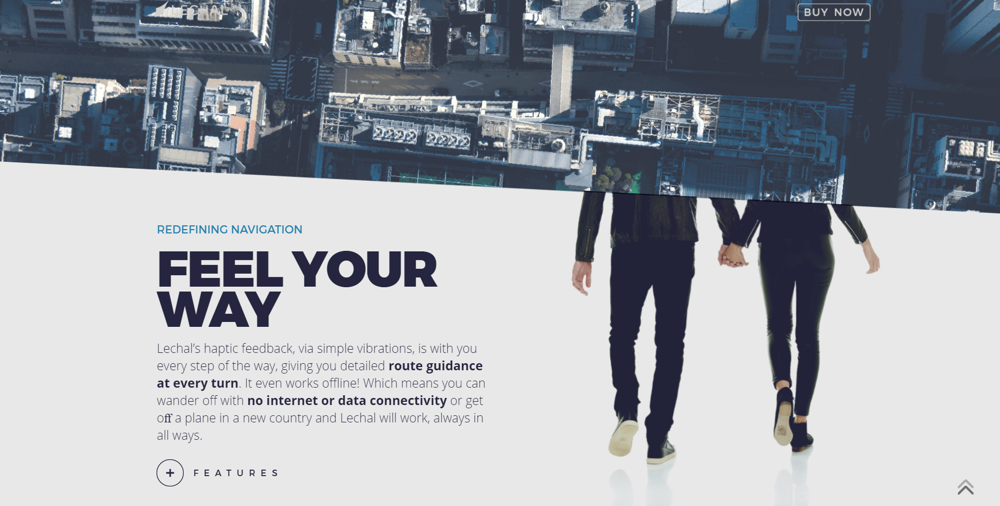 LECHAL
BUY NOW
REDEFINING NAVIGATION
FEEL YOUR
WAY
Lechal’s haptic feedback, via simple vibrations, is with you
every step of the way, giving you detailed route guidance
at every turn. It even works offline! Which means you can
wander off with no internet or data connectivity or get
off a plane in a new country and Lechal will work, always in
all ways.
+ FEATURES